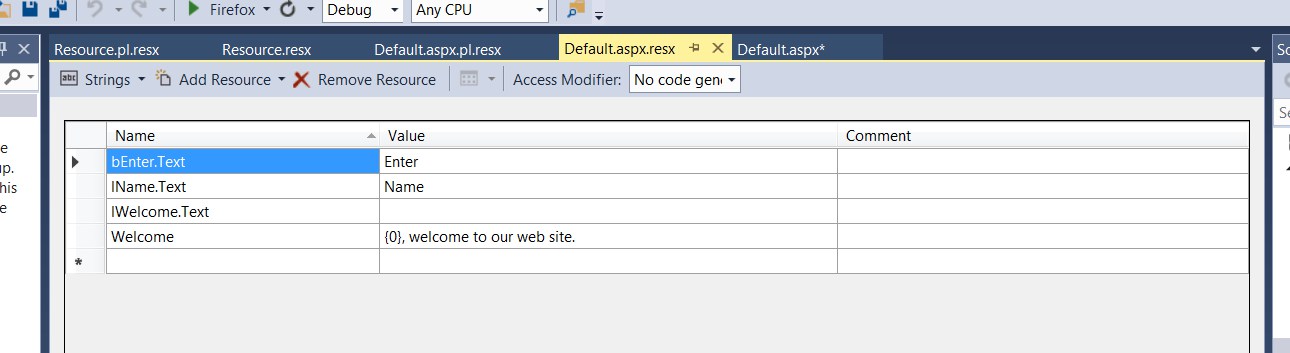 Firefox Debug Any CPU
Resource.pl.resx Resource.resx Default.aspx.pl.resx Default.aspx.resx Default.aspx* So
abc Strings Add Resource Remove Resource Access Modifier: No code gen
Se
Name Value Comment
bEnter.Text Enter
lName.Text Name
lWelcome.Text
Welcome {0}, welcome to our web site.
*
e
up.
his
e